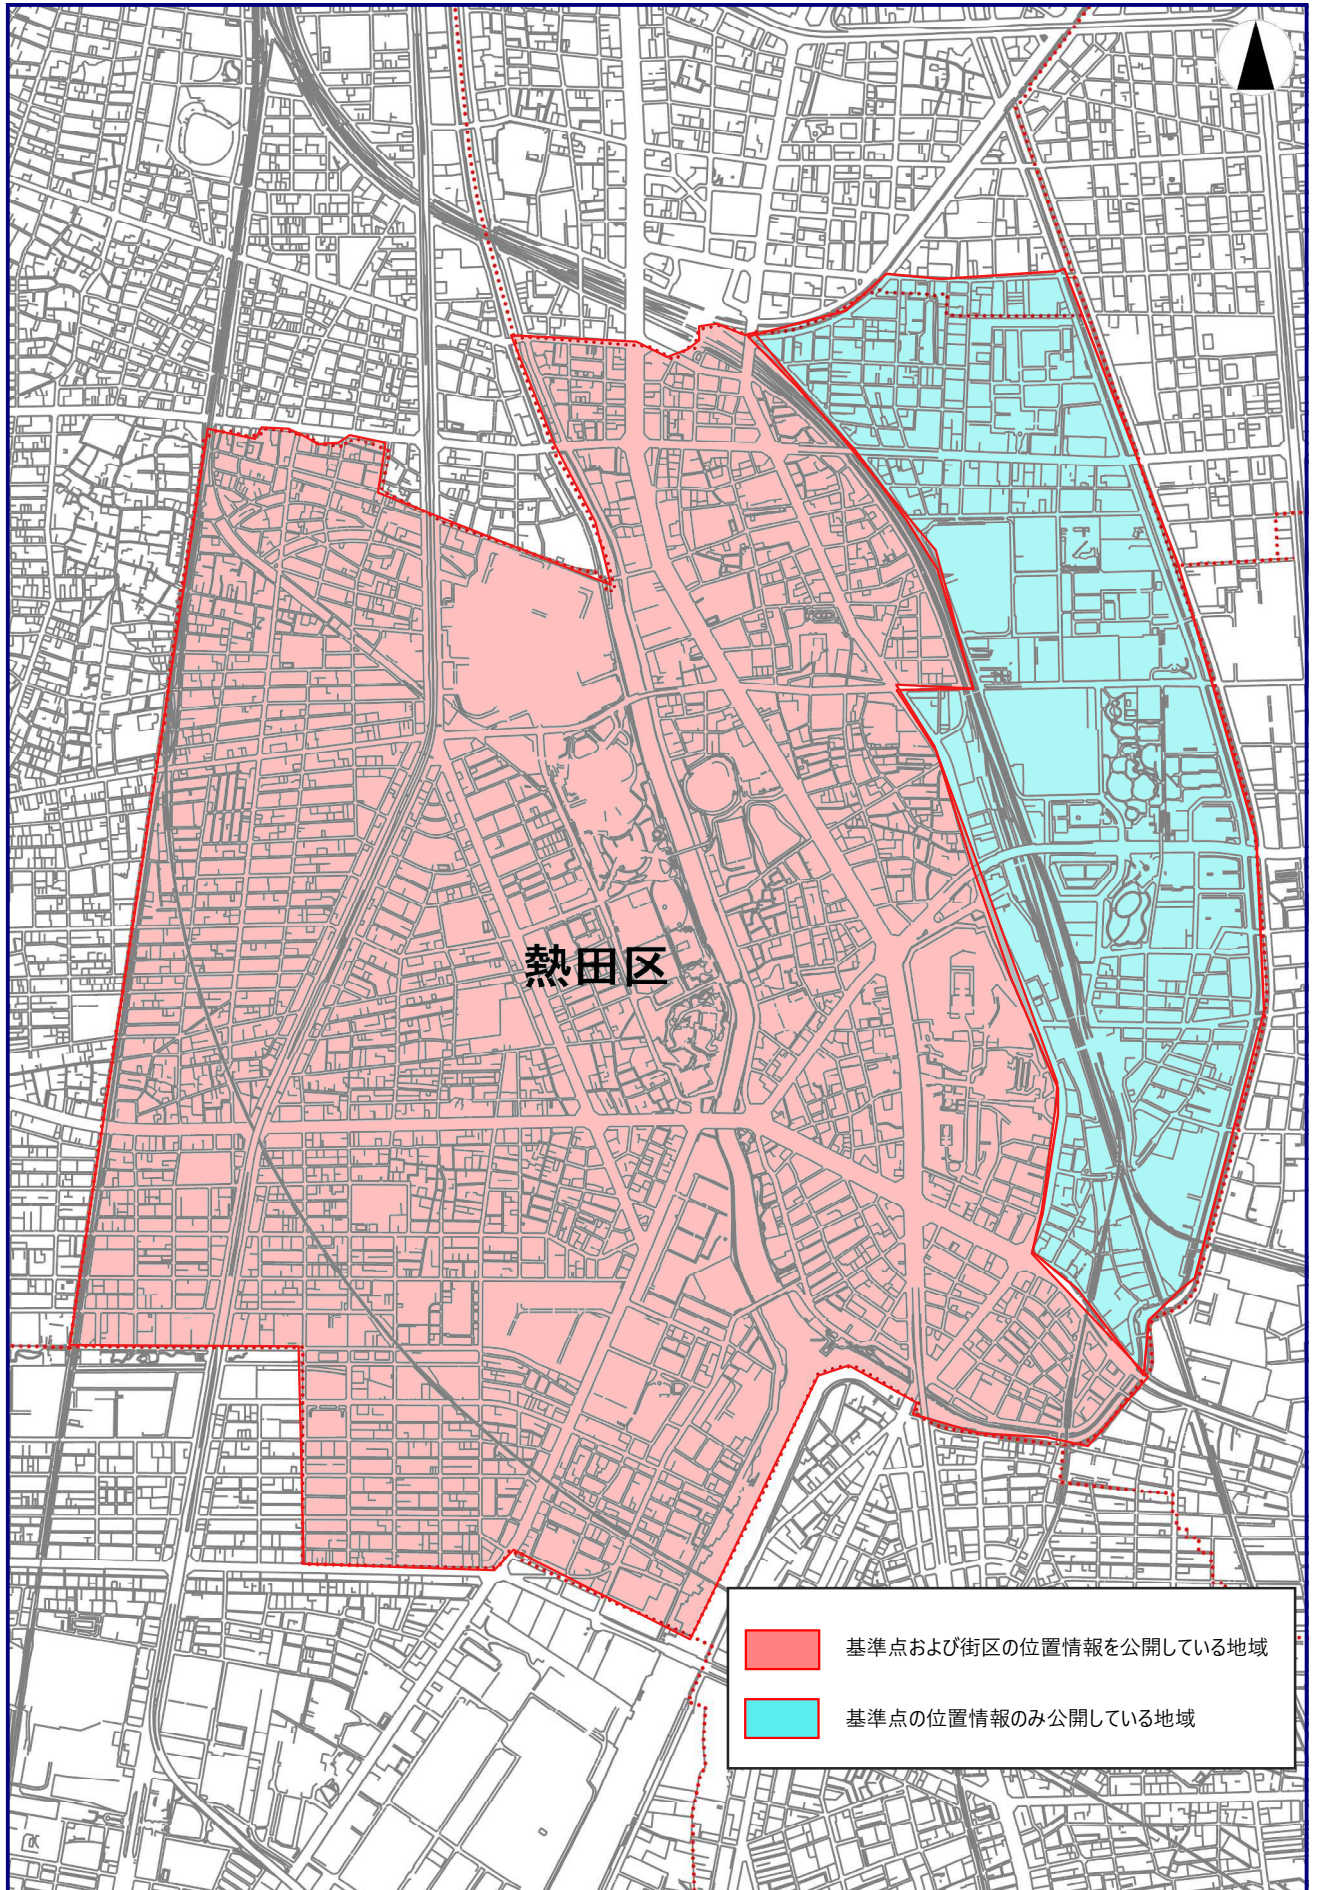 熱田区
基準点および街区の位置情報を公開している地域
基準点の位置情報のみ公開している地域